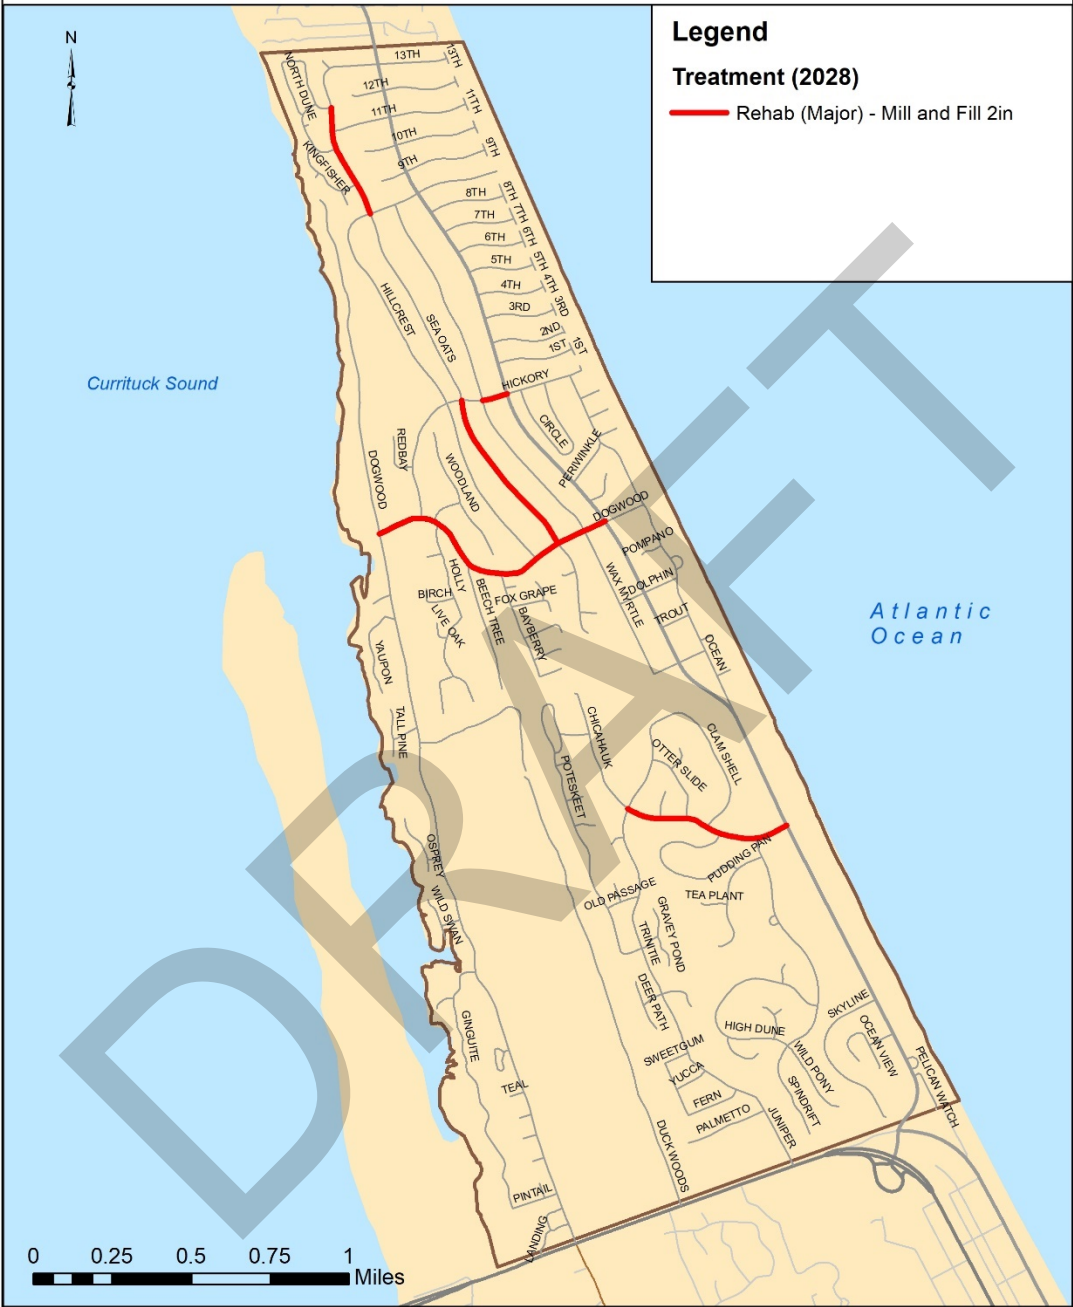 Legend
Treatment (2028)
Rehab (Major) - Mill and Fill 2in
N
13TH
13TH
NORTH DUNE
12TH
11TH
11TH
10TH
9TH
9TH
KINGFISHER
8TH
8TH
7TH
7TH
6TH
6TH
5TH
5TH
4TH
4TH
3RD
3RD
2ND
1ST
1ST
HILLCREST
SEA OATS
HICKORY
Currituck Sound
CIRCLE
PERIWINKLE
REDBAY
WOODLAND
DOGWOOD
DOGWOOD
POMPANO
DOLPHIN
WAX MYRTLE
TROUT
OCEAN
HOLLY
BIRCH
LIVE OAK
BEECH TREE
FOX GRAPE
BAYBERRY
Atlantic
Ocean
YAUPON
TALL PINE
CHICAHAUK
OTTER SLIDE
CLAM SHELL
POTESKEET
PUDDING PAN
OSPREY
WILD SWAN
OLD PASSAGE
TEA PLANT
GRAVEY POND
TRINITIE
DEER PATH
SKYLINE
OCEAN VIEW
HIGH DUNE
WILD PONY
PELICAN WATCH
GINGUITE
SWEETGUM
YUCCA
SPINDRIFT
TEAL
FERN
PALMETTO
JUNIPER
DUCK WOODS
PINTAIL
LANDING
DRAFT
0 0.25 0.5 0.75 1
Miles